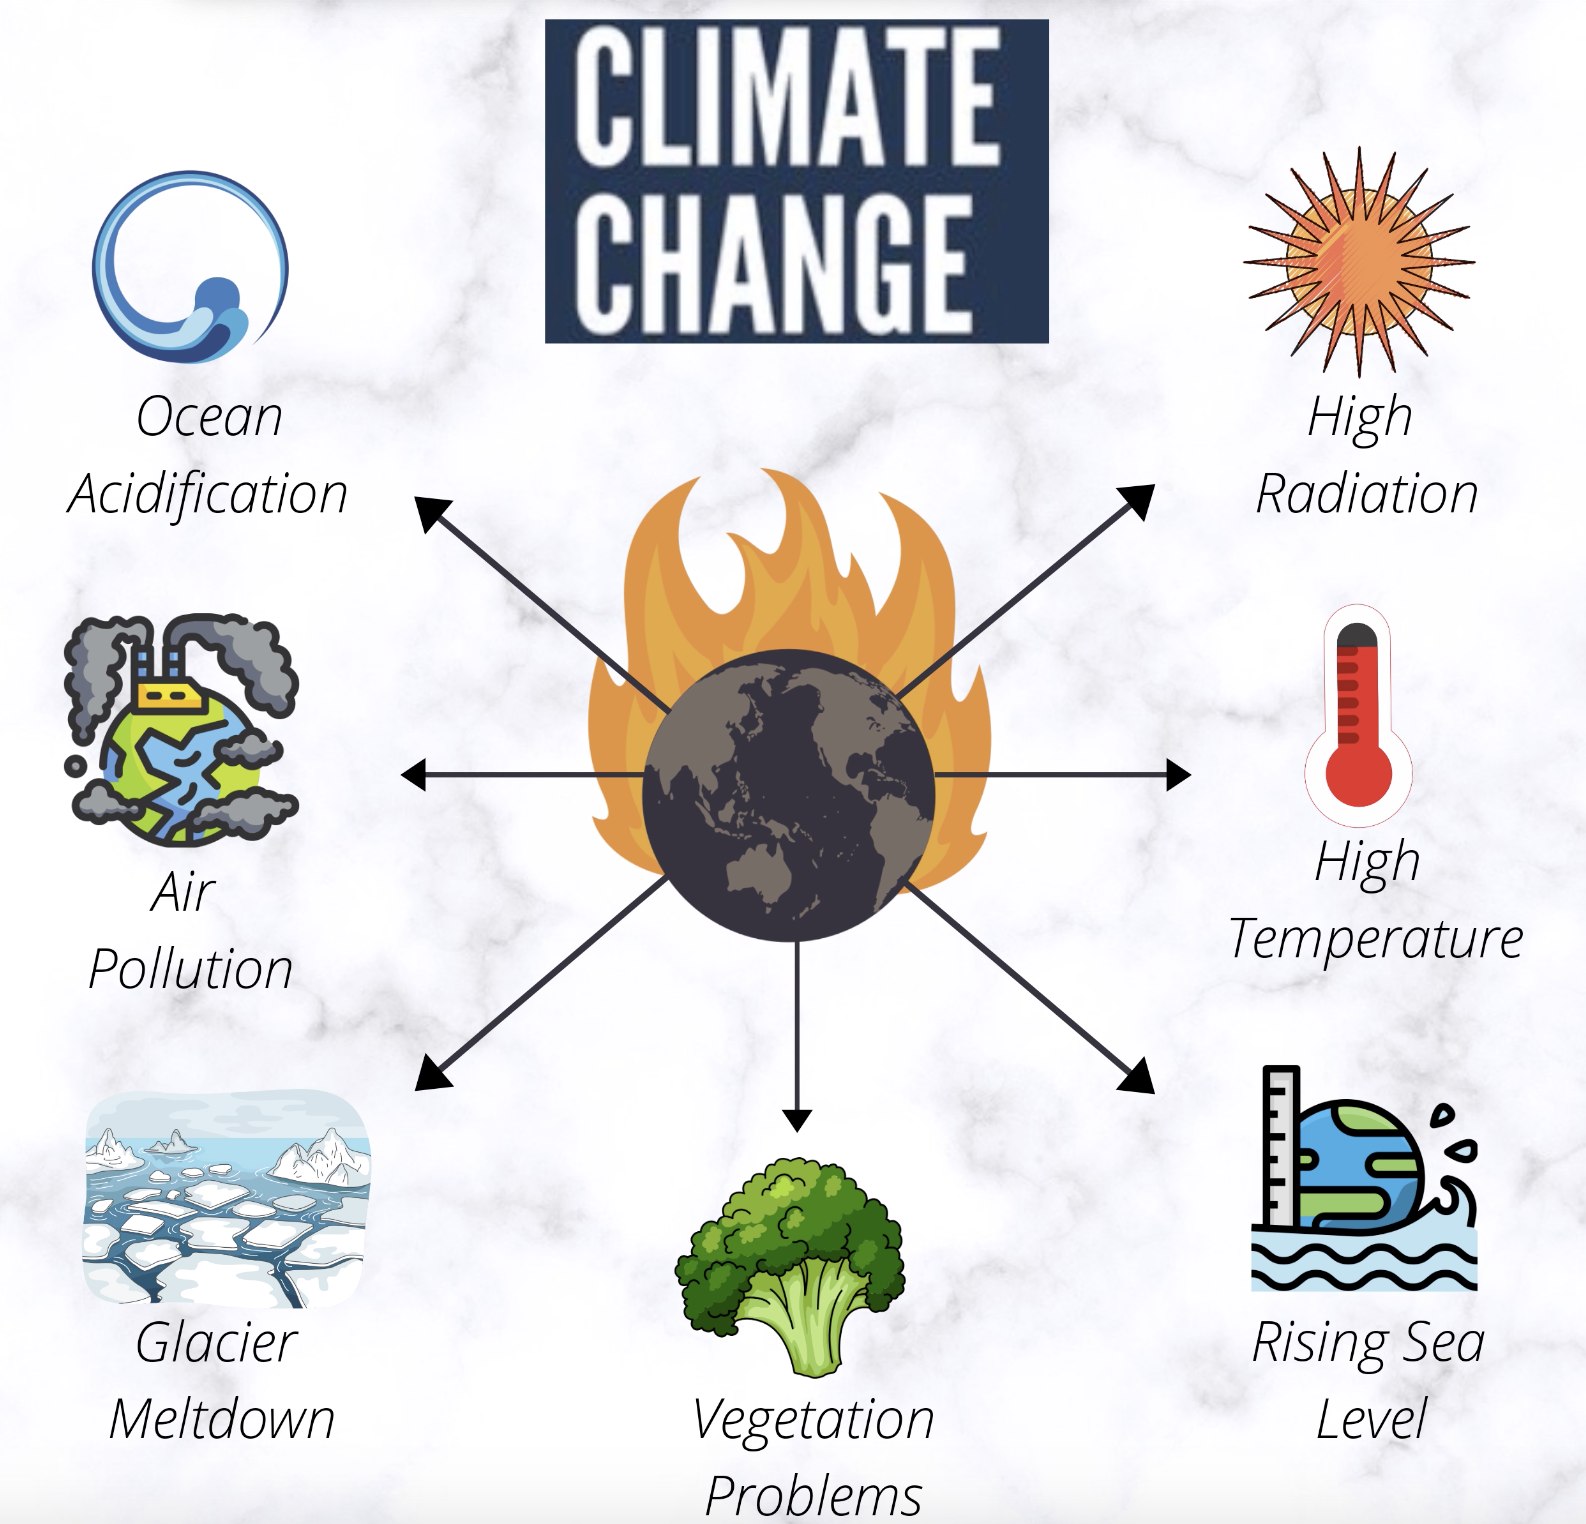 CLIMATE
CHANGE
Ocean
Acidification
High
Radiation
Air
Pollution
High
Temperature
Glacier
Meltdown
Vegetation
Problems
Rising Sea
Level